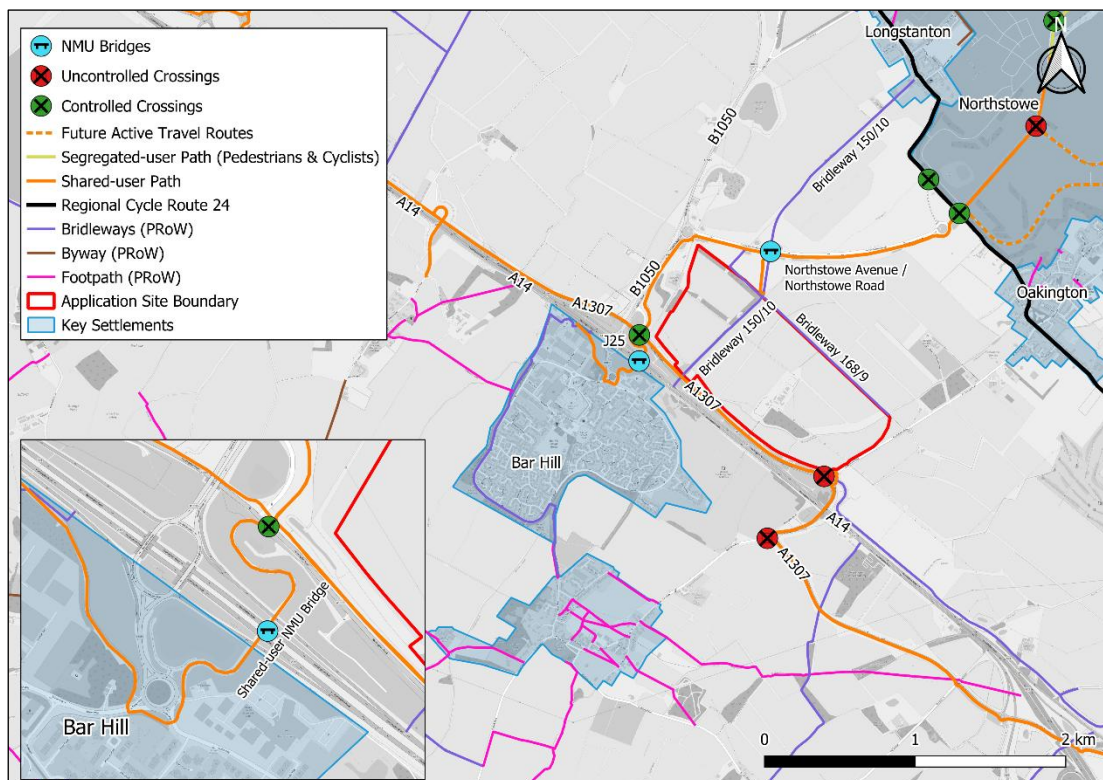 NMU Bridges
Uncontrolled Crossings
Controlled Crossings
Future Active Travel Routes
Segregated-user Path (Pedestrians & Cyclists)
Shared-user Path
Regional Cycle Route 24
Bridleways (PRoW)
Byway (PRoW)
Footpath (PRoW)
Application Site Boundary
Key Settlements
Longstanton
N
Northstowe
B1050
Bridleway 150/10
A14
A14
B1050
Northstowe Avenue /
Northstowe Road
Oakington
A1307
J25
Bridleway 150/10
Bridleway 168/9
A1307
Bar Hill
A14
A1307
Shared-user NMU Bridge
Bar Hill
0 1 2 km